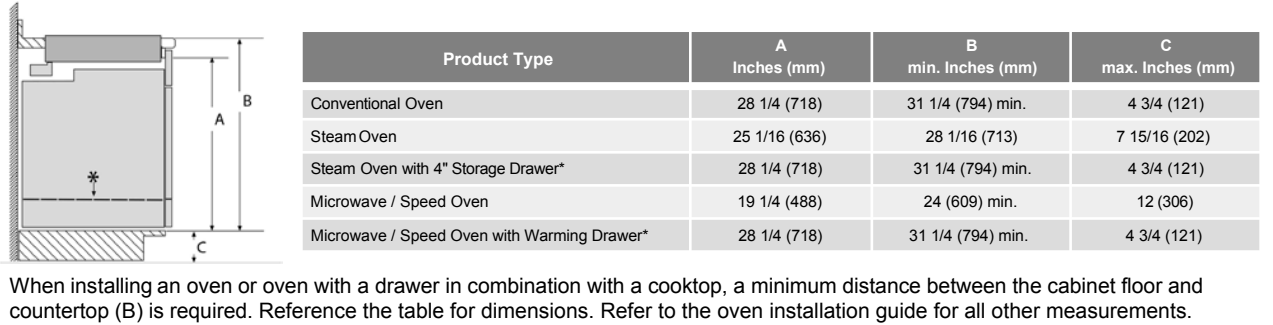 Product Type A B C
Inches (mm) min. Inches (mm) max. Inches (mm)
Conventional Oven 28 1/4 (718) 31 1/4 (794) min. 4 3/4 (121)
Steam Oven 25 1/16 (636) 28 1/16 (713) 7 15/16 (202)
Steam Oven with 4" Storage Drawer* 28 1/4 (718) 31 1/4 (794) min. 4 3/4 (121)
Microwave / Speed Oven 19 1/4 (488) 24 (609) min. 12 (306)
Microwave / Speed Oven with Warming Drawer* 28 1/4 (718) 31 1/4 (794) min. 4 3/4 (121)
B
A
*
C
When installing an oven or oven with a drawer in combination with a cooktop, a minimum distance between the cabinet floor and
countertop (B) is required. Reference the table for dimensions. Refer to the oven installation guide for all other measurements.